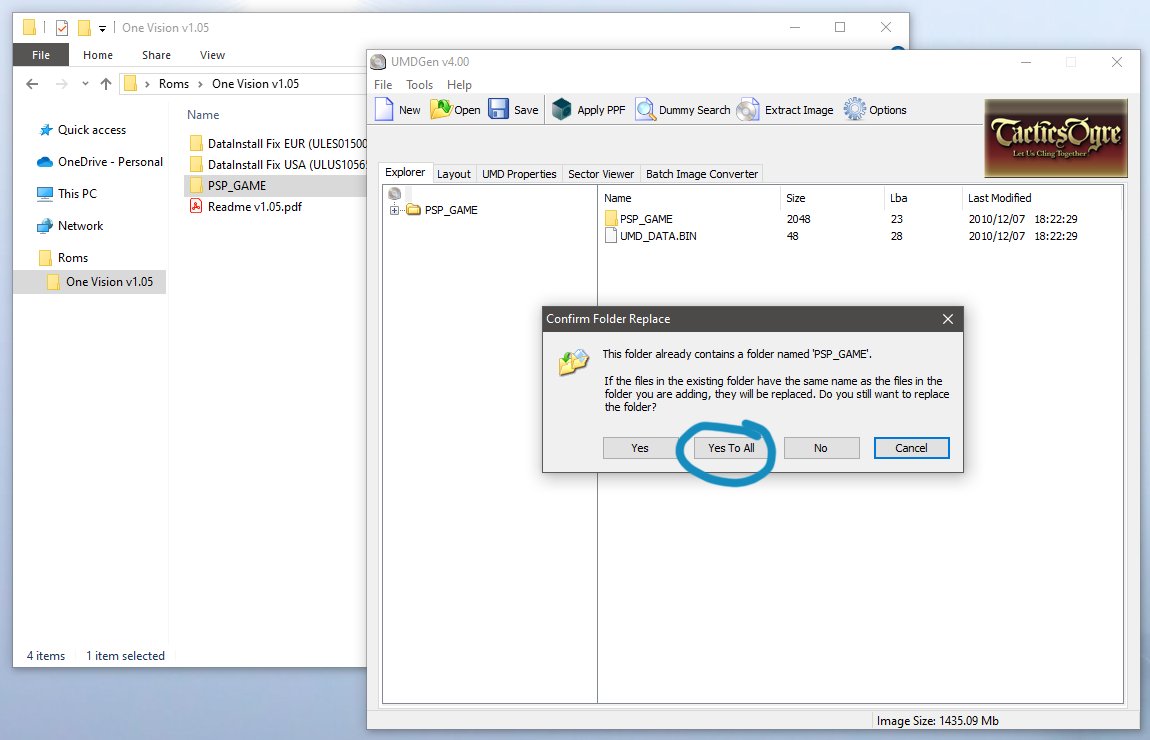 One Vision v1.05
File Home Share View
Roms One Vision v1.05
Quick access
OneDrive - Personal
This PC
Network
Roms
One Vision v1.05
Name
DataInstall Fix EUR (ULES01500
DataInstall Fix USA (ULUS1056
PSP_GAME
Readme v1.05.pdf
4 items 1 item selected
UMDGen v4.00
File Tools Help
New Open Save Apply PPF Dummy Search Extract Image Options
Tactics Ogre
Let Us Cling Together
Explorer Layout UMD Properties Sector Viewer Batch Image Converter
PSP_GAME
Name Size Lba Last Modified
PSP_GAME 2048 23 2010/12/07 18:22:29
UMD_DATA.BIN 48 28 2010/12/07 18:22:29
Confirm Folder Replace
This folder already contains a folder named 'PSP_GAME'.
If the files in the existing folder have the same name as the files in the
folder you are adding, they will be replaced. Do you still want to replace
the folder?
Yes Yes To All No Cancel
Image Size: 1435.09 Mb